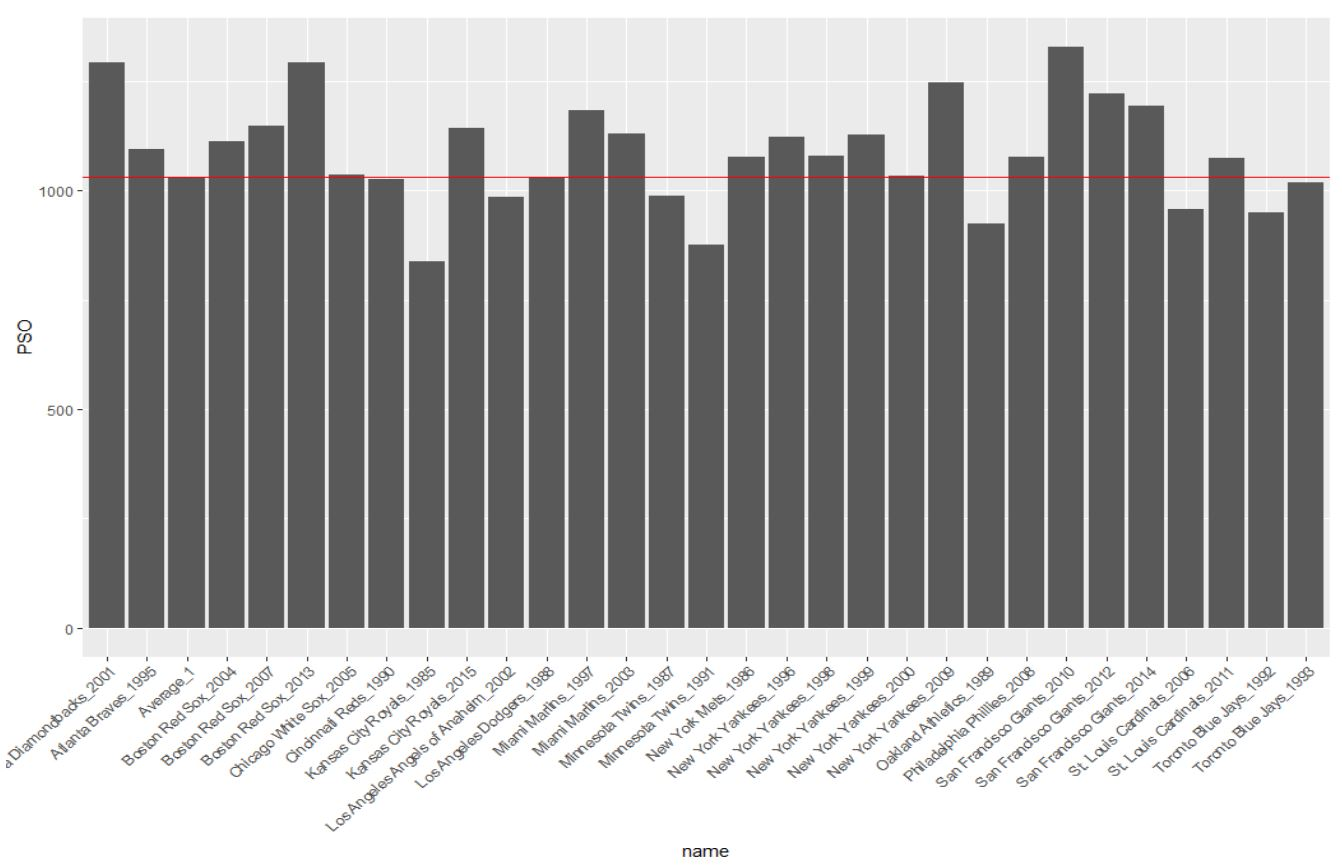 PSO
1000
500
0
a Diamondbacks_2001
Atlanta Braves_1995
Average_1
Boston Red Sox_2004
Boston Red Sox_2007
Boston Red Sox_2013
Chicago White Sox_2005
Cincinnati Reds_1990
Kansas City Royals_1985
Kansas City Royals_2015
Los Angeles Angels of Anaheim_2002
Los Angeles Dodgers_1988
Miami Marlins_1997
Miami Marlins_2003
Minnesota Twins_1987
Minnesota Twins_1991
New York Mets_1986
New York Yankees_1996
New York Yankees_1998
New York Yankees_1999
New York Yankees_2000
New York Yankees_2009
Oakland Athletics_1989
Philadelphia Phillies_2008
San Francisco Giants_2010
San Francisco Giants_2012
San Francisco Giants_2014
St. Louis Cardinals_2006
St. Louis Cardinals_2011
Toronto Blue Jays_1992
Toronto Blue Jays_1993
name